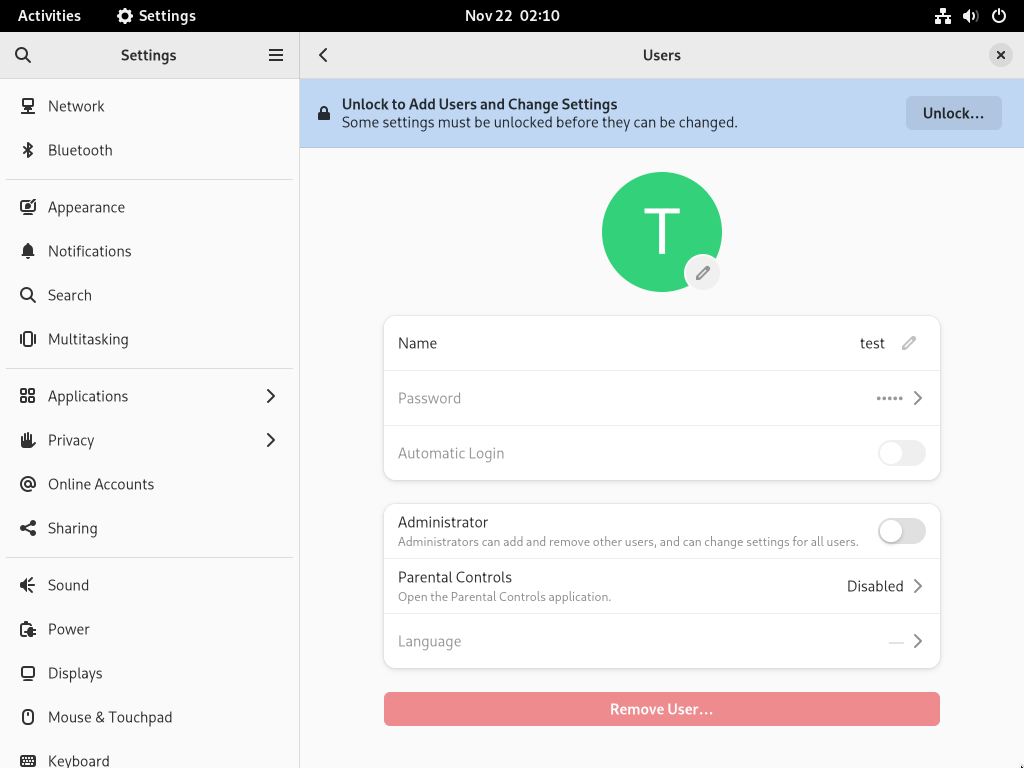 Activities
Settings
Nov 22 02:10
Settings
Users
Network
Bluetooth
Appearance
Notifications
Search
Multitasking
Applications
Privacy
Online Accounts
Sharing
Sound
Power
Displays
Mouse & Touchpad
Keyboard
Unlock to Add Users and Change Settings
Some settings must be unlocked before they can be changed.
Unlock…
T
Name
test
Password
•••••
Automatic Login
Administrator
Administrators can add and remove other users, and can change settings for all users.
Parental Controls
Open the Parental Controls application.
Disabled
Language
—
Remove User…